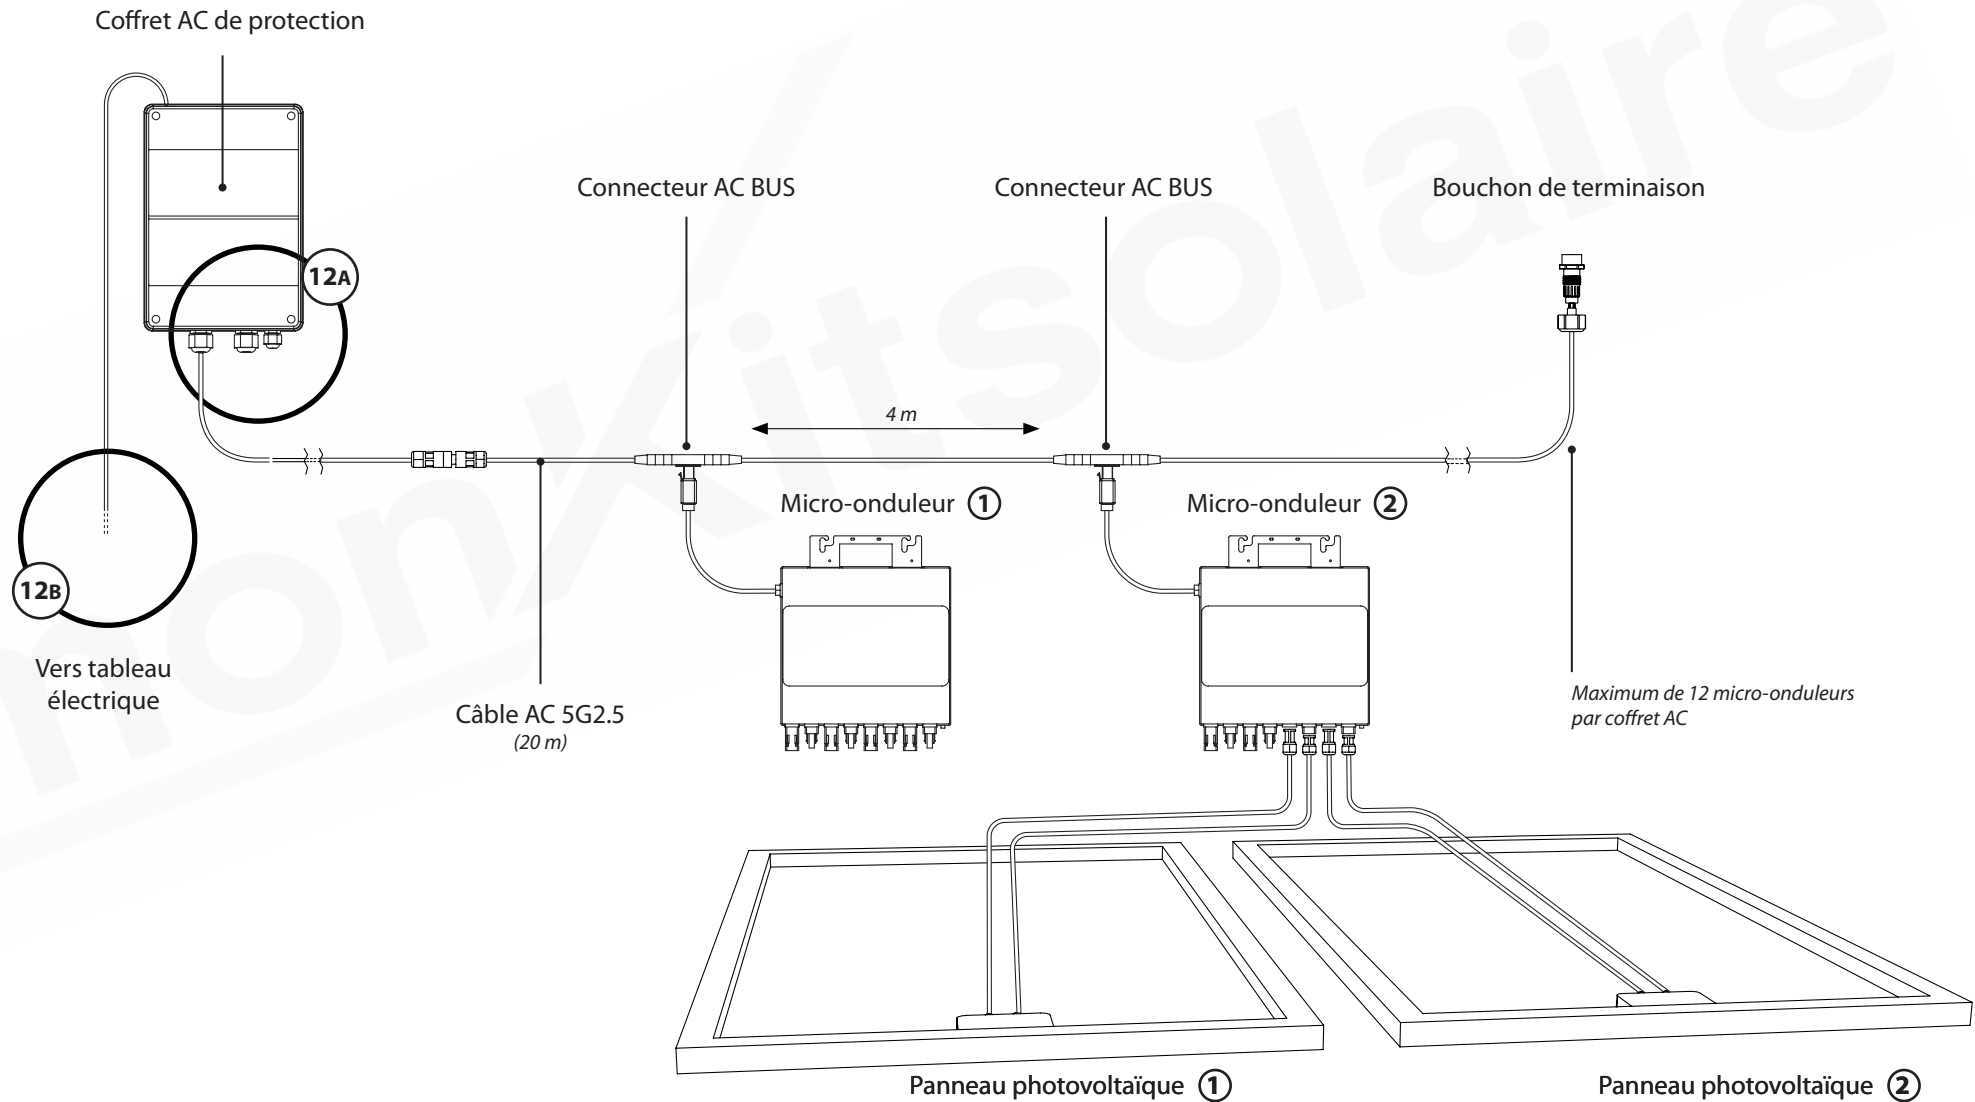 Coffret AC de protection
Connecteur AC BUS
Connecteur AC BUS
Bouchon de terminaison
12A
4 m
Micro-onduleur 1
Micro-onduleur 2
12B
Vers tableau
électrique
Câble AC 5G2.5
(20 m)
Maximum de 12 micro-onduleurs
par coffret AC
Panneau photovoltaïque 1
Panneau photovoltaïque 2
monKitsolaire